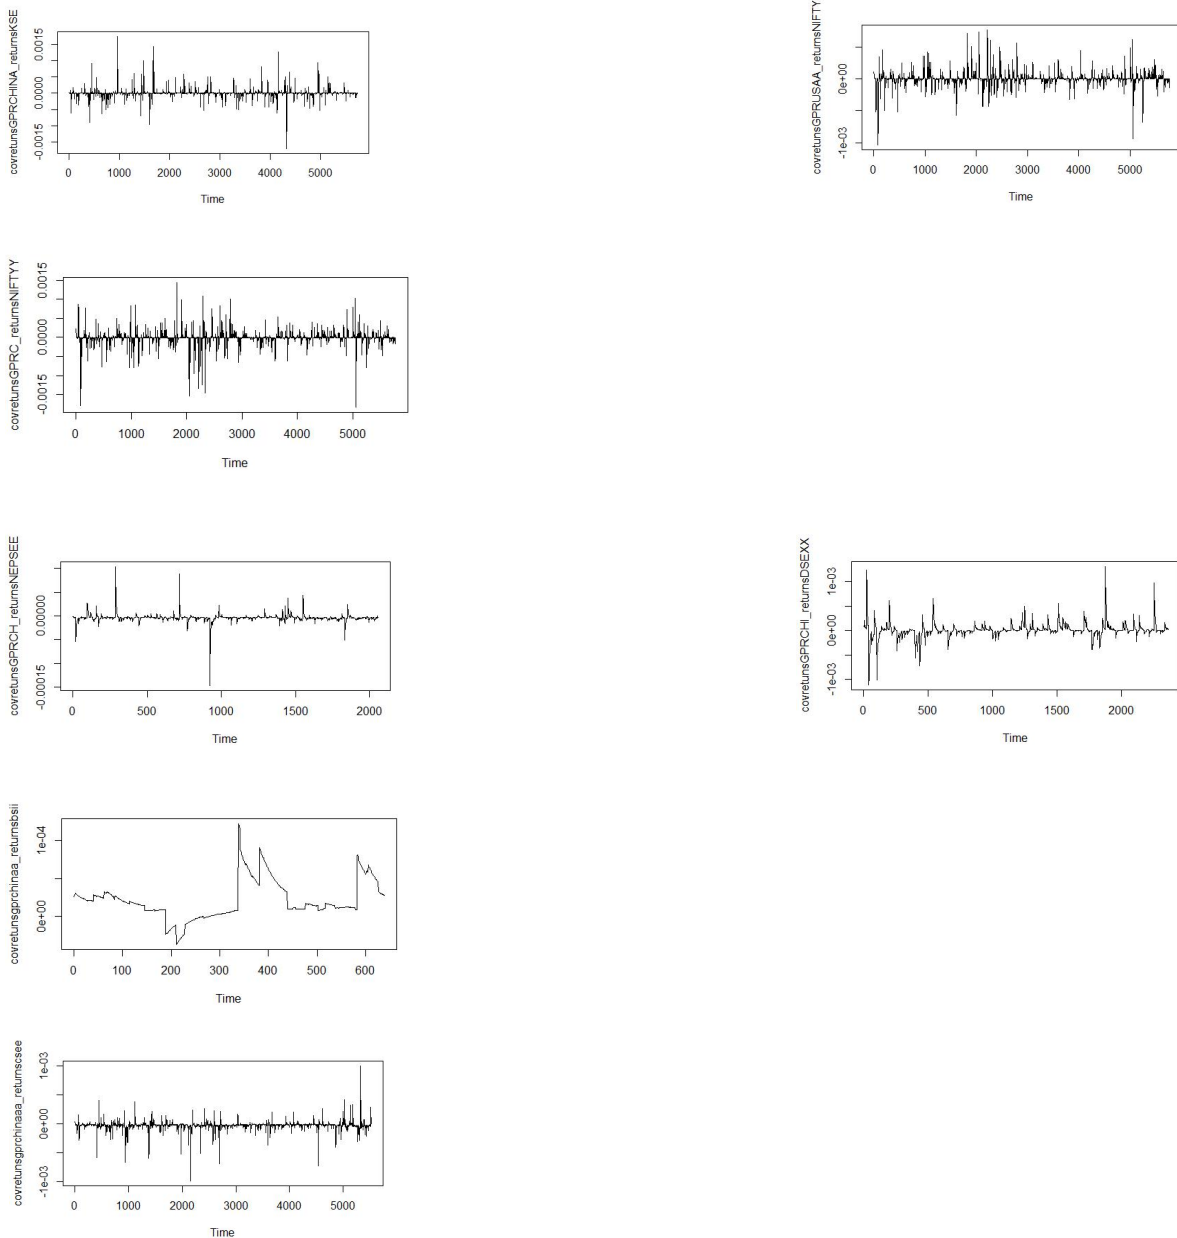 covretunsGPRCHINA_returnsKSE
0.0015
0.0000
-0.0015
0 1000 2000 3000 4000 5000
Time
covretunsGPRUSAA_returnsNIFTY
0e+00
-1e-03
0 1000 2000 3000 4000 5000
Time
covretunsGPRC_returnsNIFTYY
0.0015
0.0000
-0.0015
0 1000 2000 3000 4000 5000
Time
covretunsGPRCH_returnsNEPSEE
0.00000
-0.00015
0 500 1000 1500 2000
Time
covretunsGPRCHI_returnsDSEXX
1e-03
0e+00
-1e-03
0 500 1000 1500 2000
Time
covretunsgprchinaa_returnsbsii
1e-04
0e+00
0 100 200 300 400 500 600
Time
covretunsgprchinaaa_returnscsee
1e-03
0e+00
-1e-03
0 1000 2000 3000 4000 5000
Time